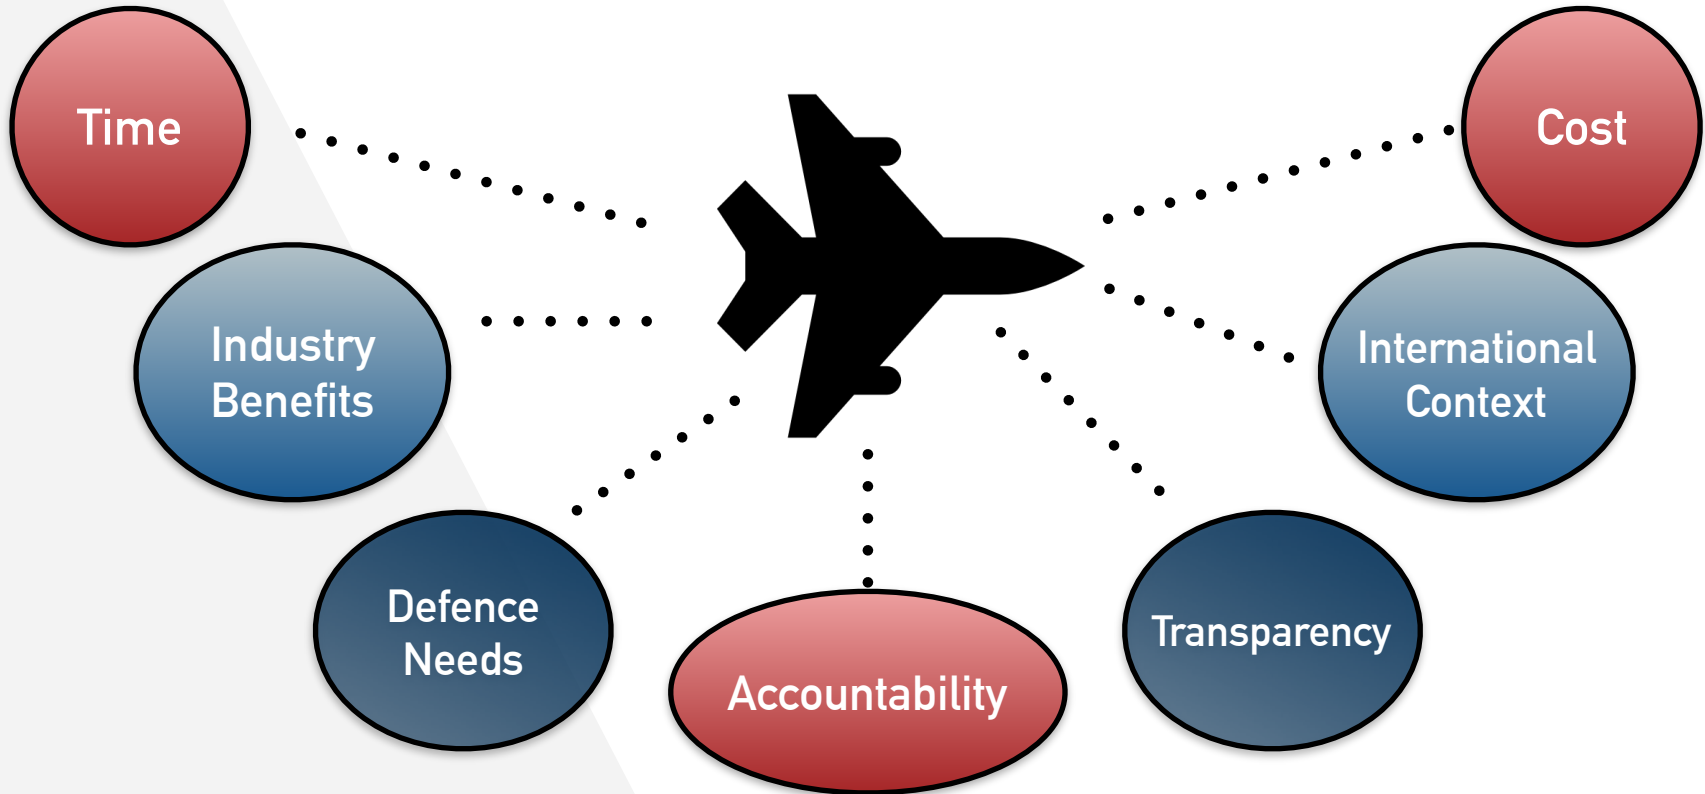 Time
Cost
Industry
Benefits
International
Context
Defence
Needs
Transparency
Accountability